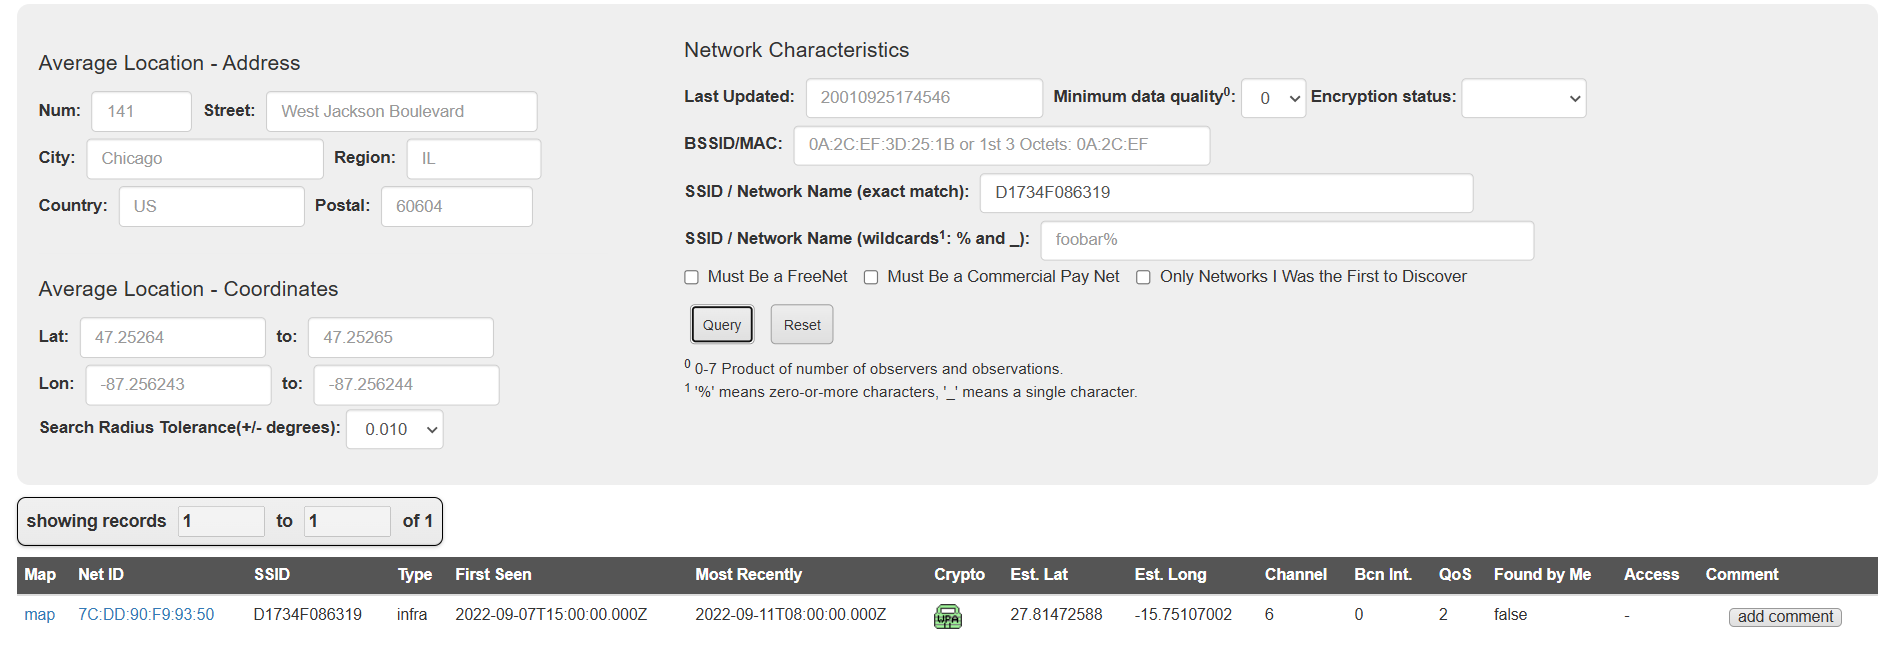 Average Location - Address
Num: 141 Street: West Jackson Boulevard
City: Chicago Region: IL
Country: US Postal: 60604
Average Location - Coordinates
Lat: 47.25264 to: 47.25265
Lon: -87.256243 to: -87.256244
Search Radius Tolerance(+/- degrees): 0.010
Network Characteristics
Last Updated: 20010925174546 Minimum data quality⁰: 0 Encryption status:
BSSID/MAC: 0A:2C:EF:3D:25:1B or 1st 3 Octets: 0A:2C:EF
SSID / Network Name (exact match): D1734F086319
SSID / Network Name (wildcards¹: % and _): foobar%
Must Be a FreeNet Must Be a Commercial Pay Net Only Networks I Was the First to Discover
Query Reset
⁰ 0-7 Product of number of observers and observations.
¹ '%' means zero-or-more characters, '_' means a single character.
showing records 1 to 1 of 1
Map Net ID SSID Type First Seen Most Recently Crypto Est. Lat Est. Long Channel Bcn Int. QoS Found by Me Access Comment
map 7C:DD:90:F9:93:50 D1734F086319 infra 2022-09-07T15:00:00.000Z 2022-09-11T08:00:00.000Z WPA 27.81472588 -15.75107002 6 0 2 false - add comment